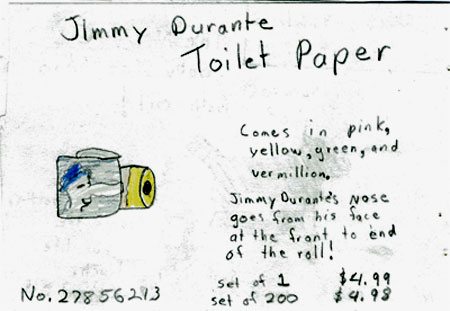 Jimmy Durante
Toilet Paper
Comes in pink,
yellow, green, and
vermillion.
Jimmy Durante's nose
goes from his face
at the front to end
of the roll!
set of 1 $4.99
set of 200 $4.98
No. 27856213